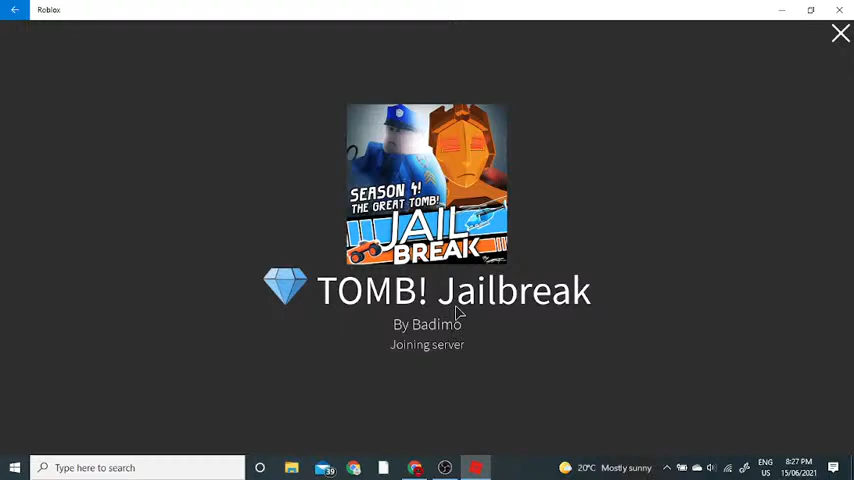 Roblox
SEASON 4!
THE GREAT TOMB!
JAIL
BREAK
TOMB! Jailbreak
By Badimo
Joining server
Type here to search
39
20°C Mostly sunny
ENG
US
8:27 PM
15/06/2021